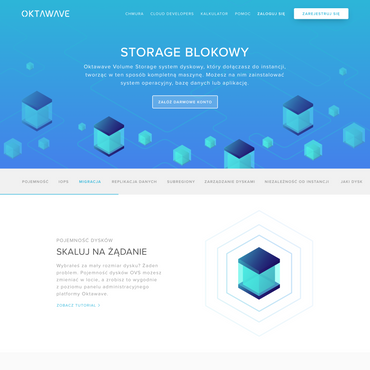 OKTAWAVE
CHMURA CLOUD DEVELOPERS KALKULATOR POMOC ZALOGUJ SIĘ ZAREJESTRUJ SIĘ
STORAGE BLOKOWY
Oktawave Volume Storage system dyskowy, który dołączesz do instancji,
tworząc w ten sposób kompletną maszynę. Możesz na nim zainstalować
system operacyjny, bazę danych lub aplikację.
ZAŁÓŻ DARMOWE KONTO
POJEMNOŚĆ IOPS MIGRACJA REPLIKACJA DANYCH SUBREGIONY ZARZĄDZANIE DYSKAMI NIEZALEŻNOŚĆ OD INSTANCJI JAKI DYSK
POJEMNOŚĆ DYSKÓW
SKALUJ NA ŻĄDANIE
Wybrałeś za mały rozmiar dysku? Żaden
problem. Pojemność dysków OVS możesz
zmieniać w locie, a zrobisz to wygodnie
z poziomu panelu administracyjnego
platformy Oktawave.
ZOBACZ TUTORIAL >